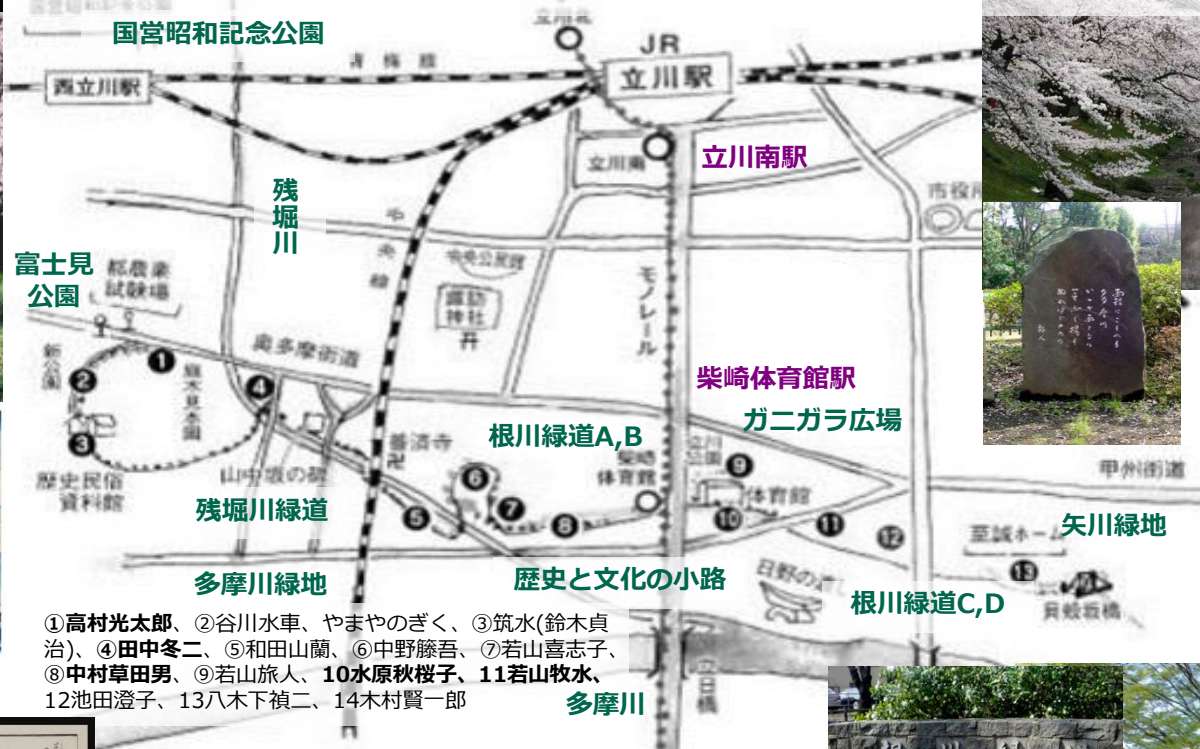 国営昭和記念公園
JR
青梅線
立川駅
西立川駅
立川北
立川南
立川南駅
残堀川
中央線
市役所
富士見公園
都農業
試験場
中央公民館
諏訪
神社
モノレール
新公園
奥多摩街道
❶
❷
❸
❹
柴崎体育館駅
ガニガラ広場
根川緑道A,B
普済寺
柴崎
体育館
立川
公園
❾
体育館
甲州街道
歴史民俗
資料館
山中坂の碑
残堀川緑道
❺
❻
❼
❽
❿
⓫
⓬
矢川緑地
至誠ホーム
⓭
⓮
貝殻坂橋
多摩川緑地
歴史と文化の小路
日野の渡し
根川緑道C,D
①高村光太郎、②谷川水車、やまやのぎく、③筑水(鈴木貞
治)、④田中冬二、⑤和田山蘭、⑥中野藤吾、⑦若山喜志子、
⑧中村草田男、⑨若山旅人、10水原秋桜子、11若山牧水、
12池田澄子、13八木下禎二、14木村賢一郎
多摩川
立日橋